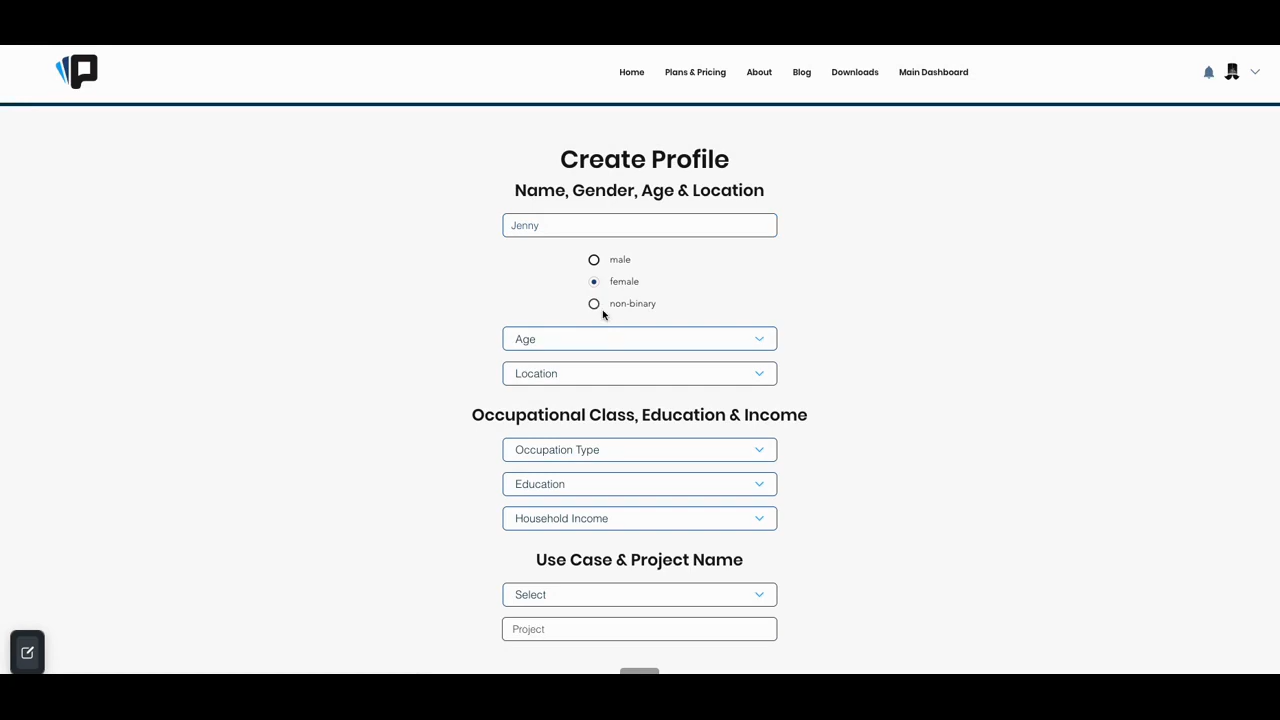 Home Plans & Pricing About Blog Downloads Main Dashboard
Create Profile
Name, Gender, Age & Location
Jenny
male
female
non-binary
Age
Location
Occupational Class, Education & Income
Occupation Type
Education
Household Income
Use Case & Project Name
Select
Project